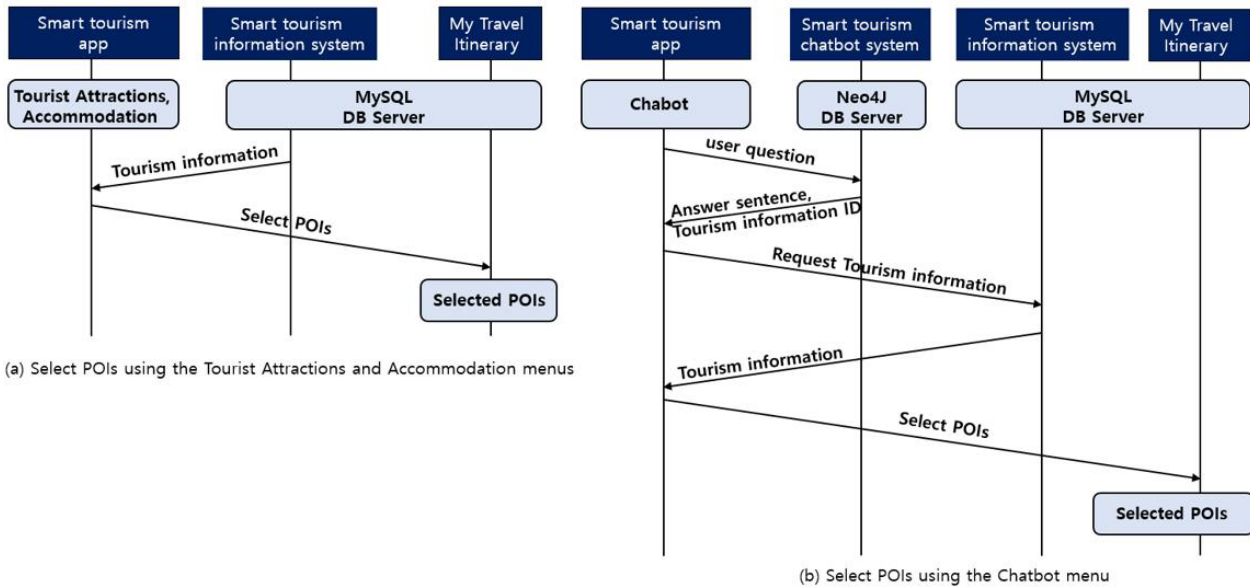 Smart tourism
app
Smart tourism
information system
My Travel
Itinerary
Tourist Attractions,
Accommodation
MySQL
DB Server
Tourism information
Select POIs
Selected POIs
(a) Select POIs using the Tourist Attractions and Accommodation menus
Smart tourism
app
Smart tourism
chatbot system
Smart tourism
information system
My Travel
Itinerary
Chabot
Neo4J
DB Server
MySQL
DB Server
user question
Answer sentence,
Tourism information ID
Request Tourism information
Tourism information
Select POIs
Selected POIs
(b) Select POIs using the Chatbot menu